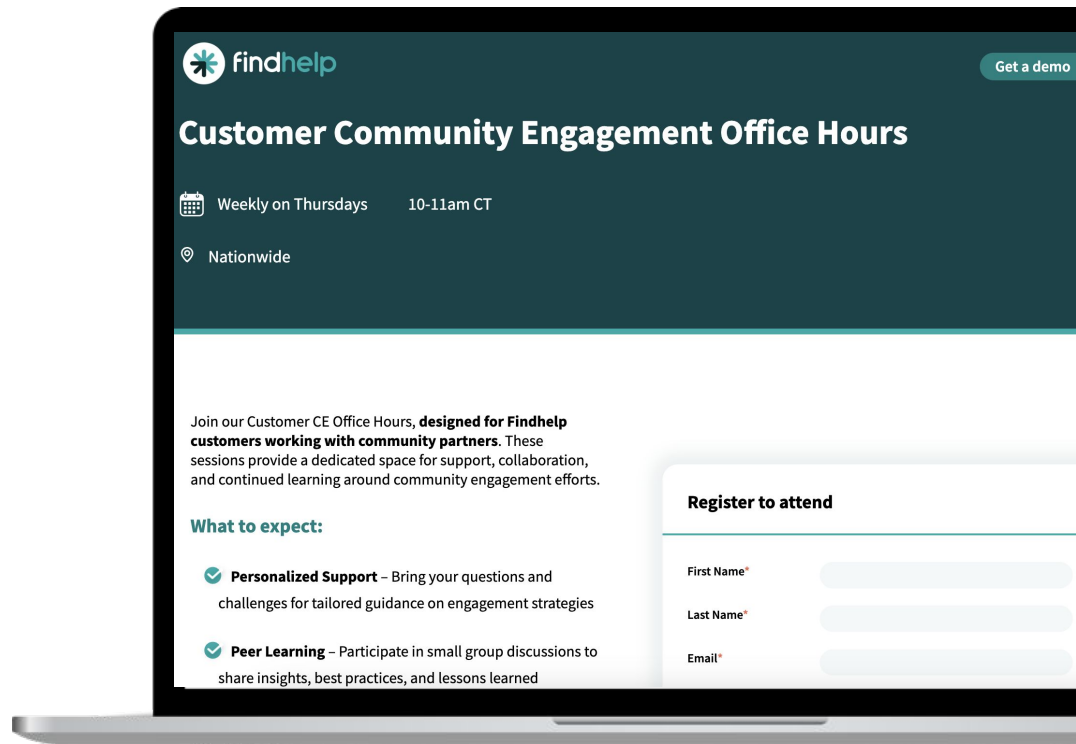 findhelp
Get a demo
Customer Community Engagement Office Hours
Weekly on Thursdays 10-11am CT
Nationwide
Join our Customer CE Office Hours, designed for Findhelp
customers working with community partners. These
sessions provide a dedicated space for support, collaboration,
and continued learning around community engagement efforts.
What to expect:
Personalized Support – Bring your questions and
challenges for tailored guidance on engagement strategies
Peer Learning – Participate in small group discussions to
share insights, best practices, and lessons learned
Register to attend
First Name*
Last Name*
Email*